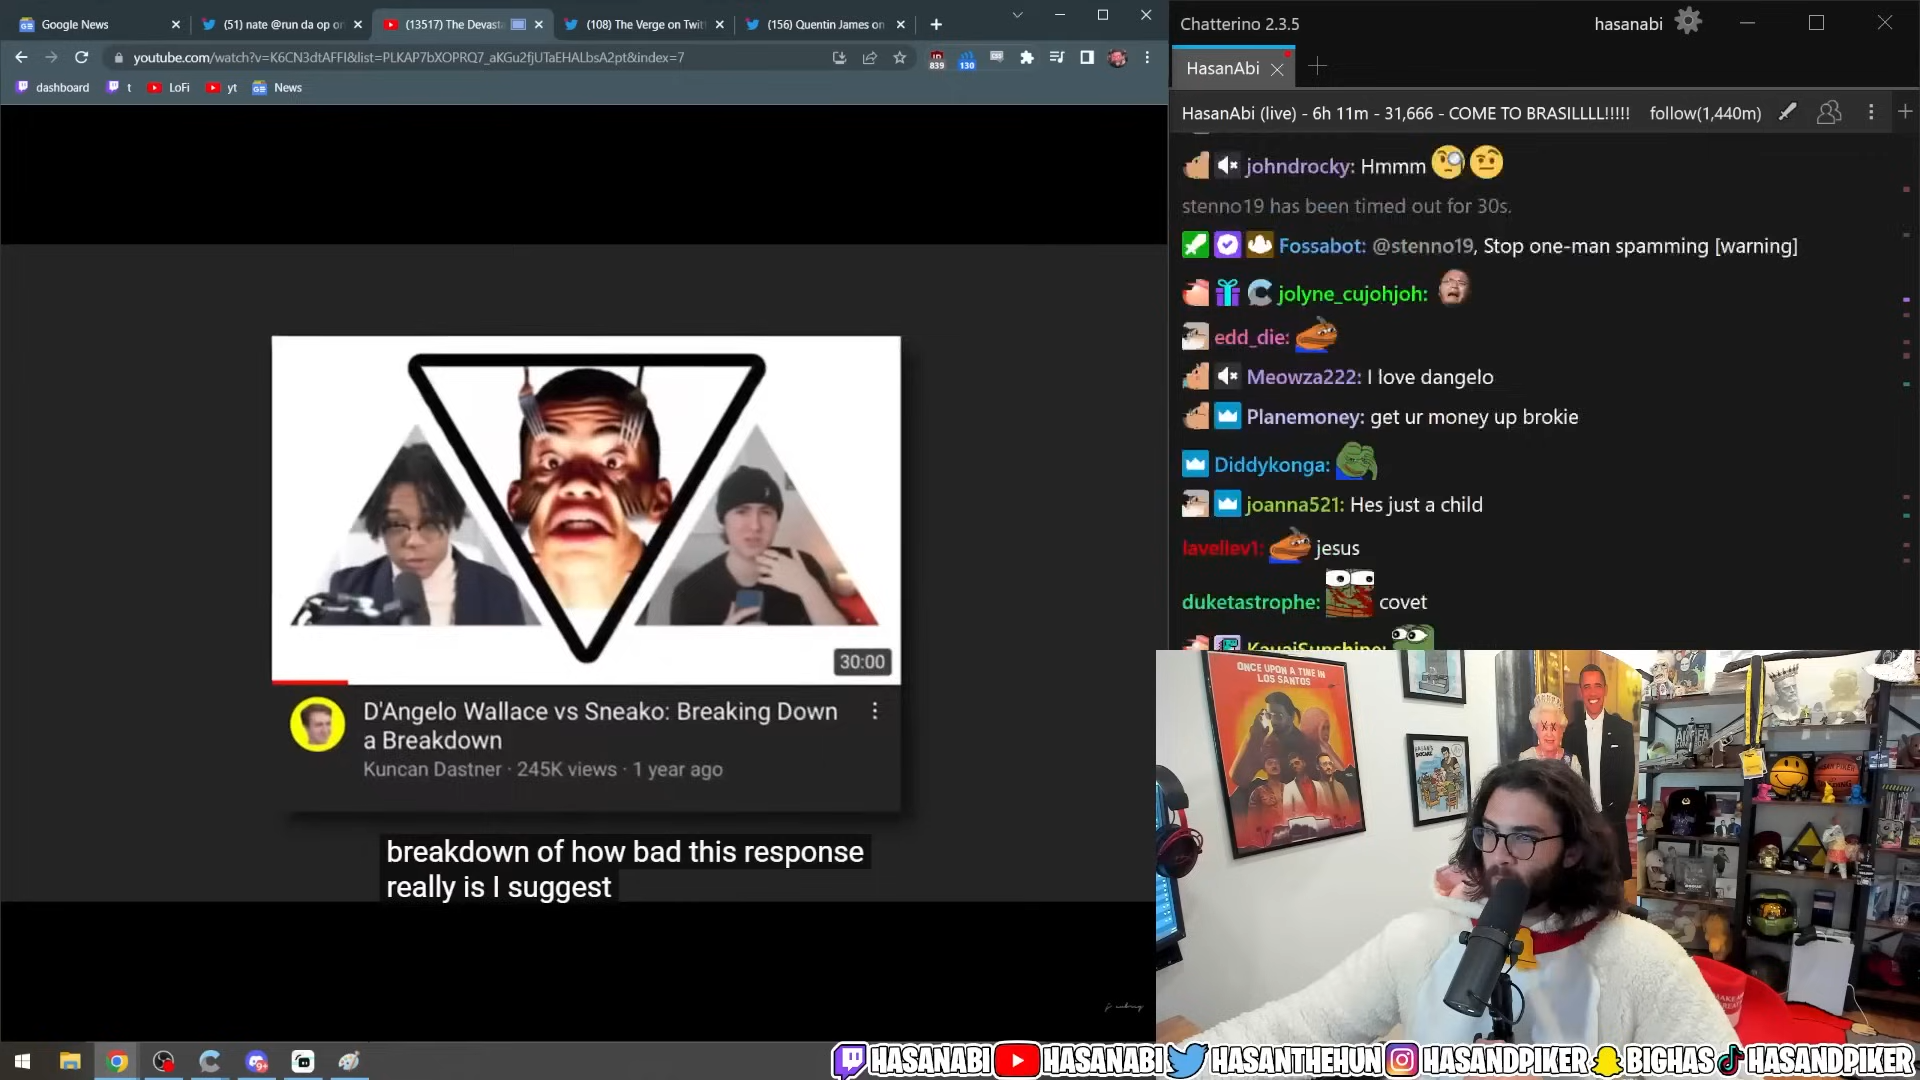 Google News
(51) nate @run da op on
(13517) The Devasta
(108) The Verge on Twit
(156) Quentin James on
youtube.com/watch?v=K6CN3dtAFFI&list=PLKAP7bXOPRQ7_aKGu2fjUTaEHALbsA2pt&index=7
839
130
dashboard
t
LoFi
yt
News
30:00
D'Angelo Wallace vs Sneako: Breaking Down
a Breakdown
Kuncan Dastner · 245K views · 1 year ago
breakdown of how bad this response
really is I suggest
Chatterino 2.3.5
hasanabi
HasanAbi
HasanAbi (live) - 6h 11m - 31,666 - COME TO BRASILLLL!!!!!
follow(1,440m)
johndrocky: Hmmm
stenno19 has been timed out for 30s.
Fossabot: @stenno19, Stop one-man spamming [warning]
jolyne_cujohjoh:
edd_die:
Meowza222: I love dangelo
Planemoney: get ur money up brokie
Diddykonga:
joanna521: Hes just a child
laveliev1: jesus
duketastrophe: covet
KauaiSunshine:
ONCE UPON A TIME IN
LOS SANTOS
HASANABI
HASANABI
HASANTHEHUN
HASANDPIKER
BIGHAS
HASANDPIKER